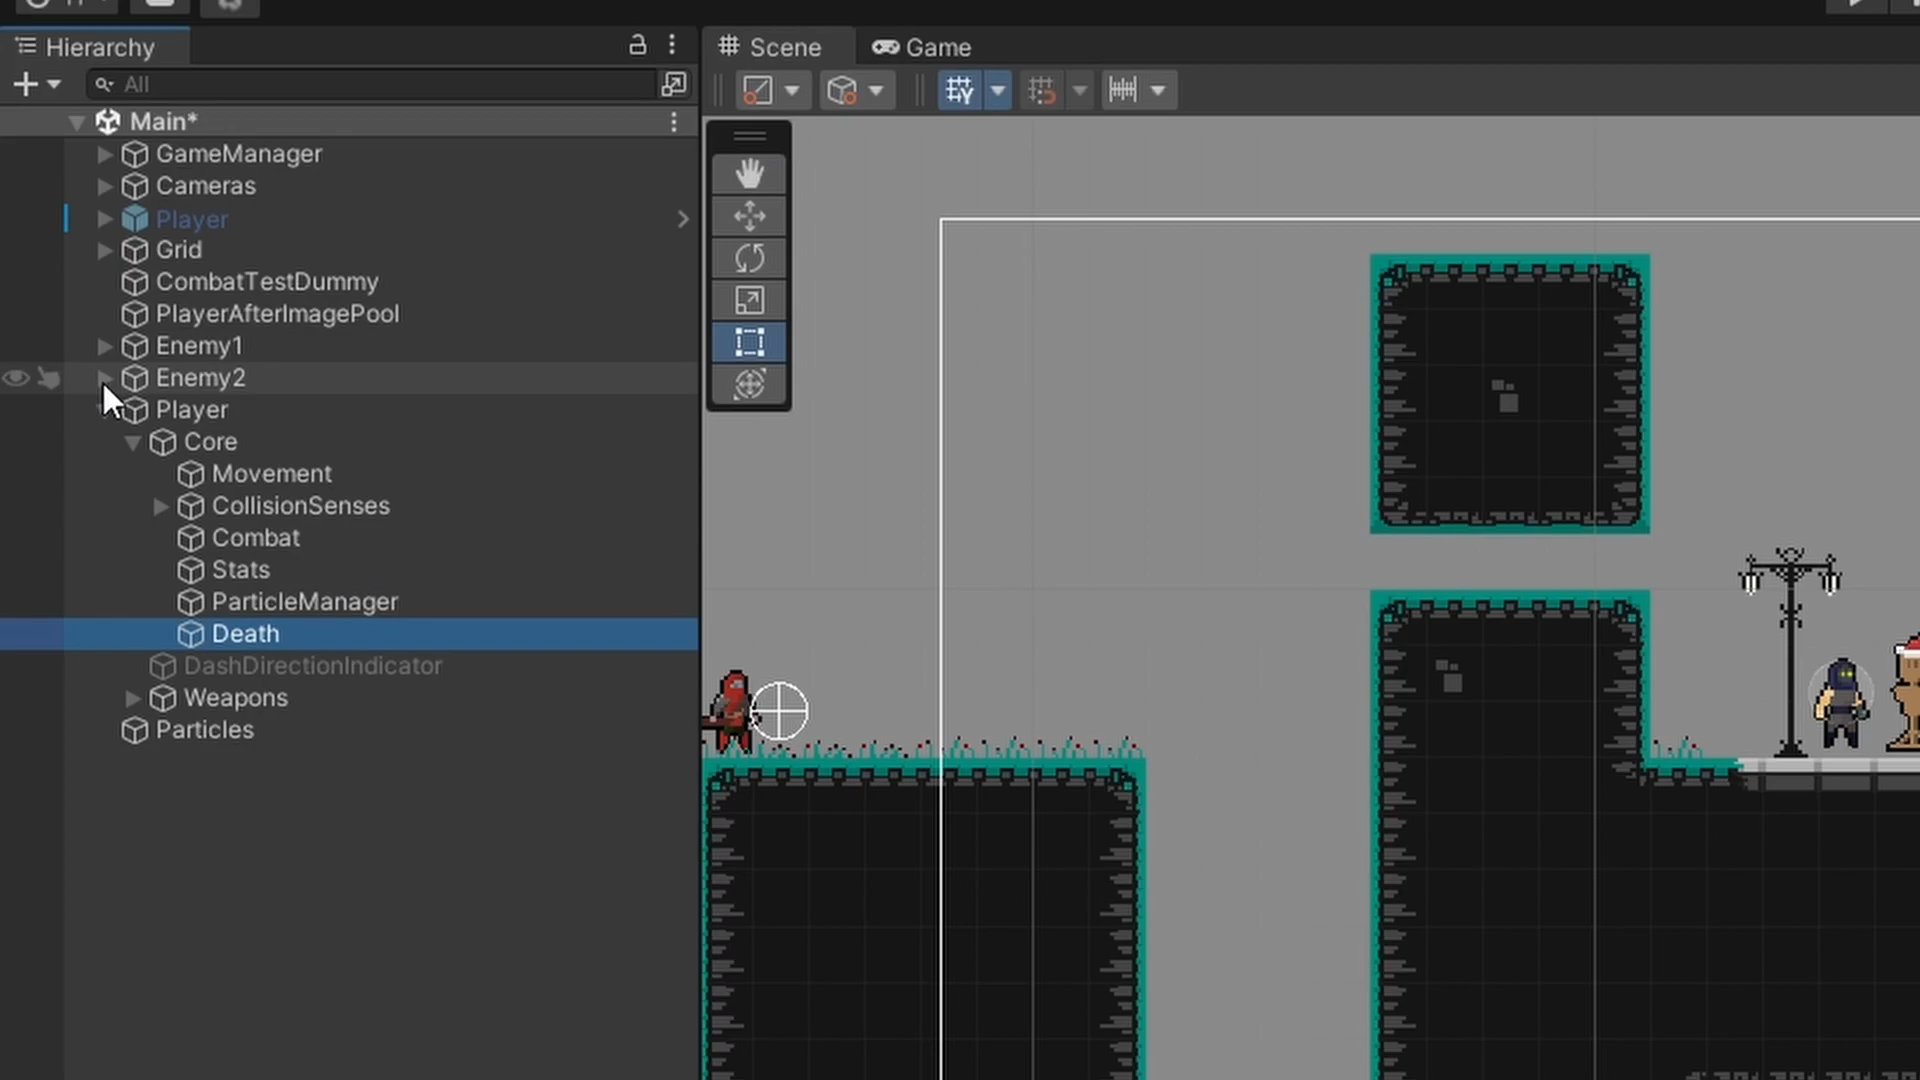 Hierarchy
All
Main*
GameManager
Cameras
Player
Grid
CombatTestDummy
PlayerAfterImagePool
Enemy1
Enemy2
Player
Core
Movement
CollisionSenses
Combat
Stats
ParticleManager
Death
DashDirectionIndicator
Weapons
Particles
Scene
Game